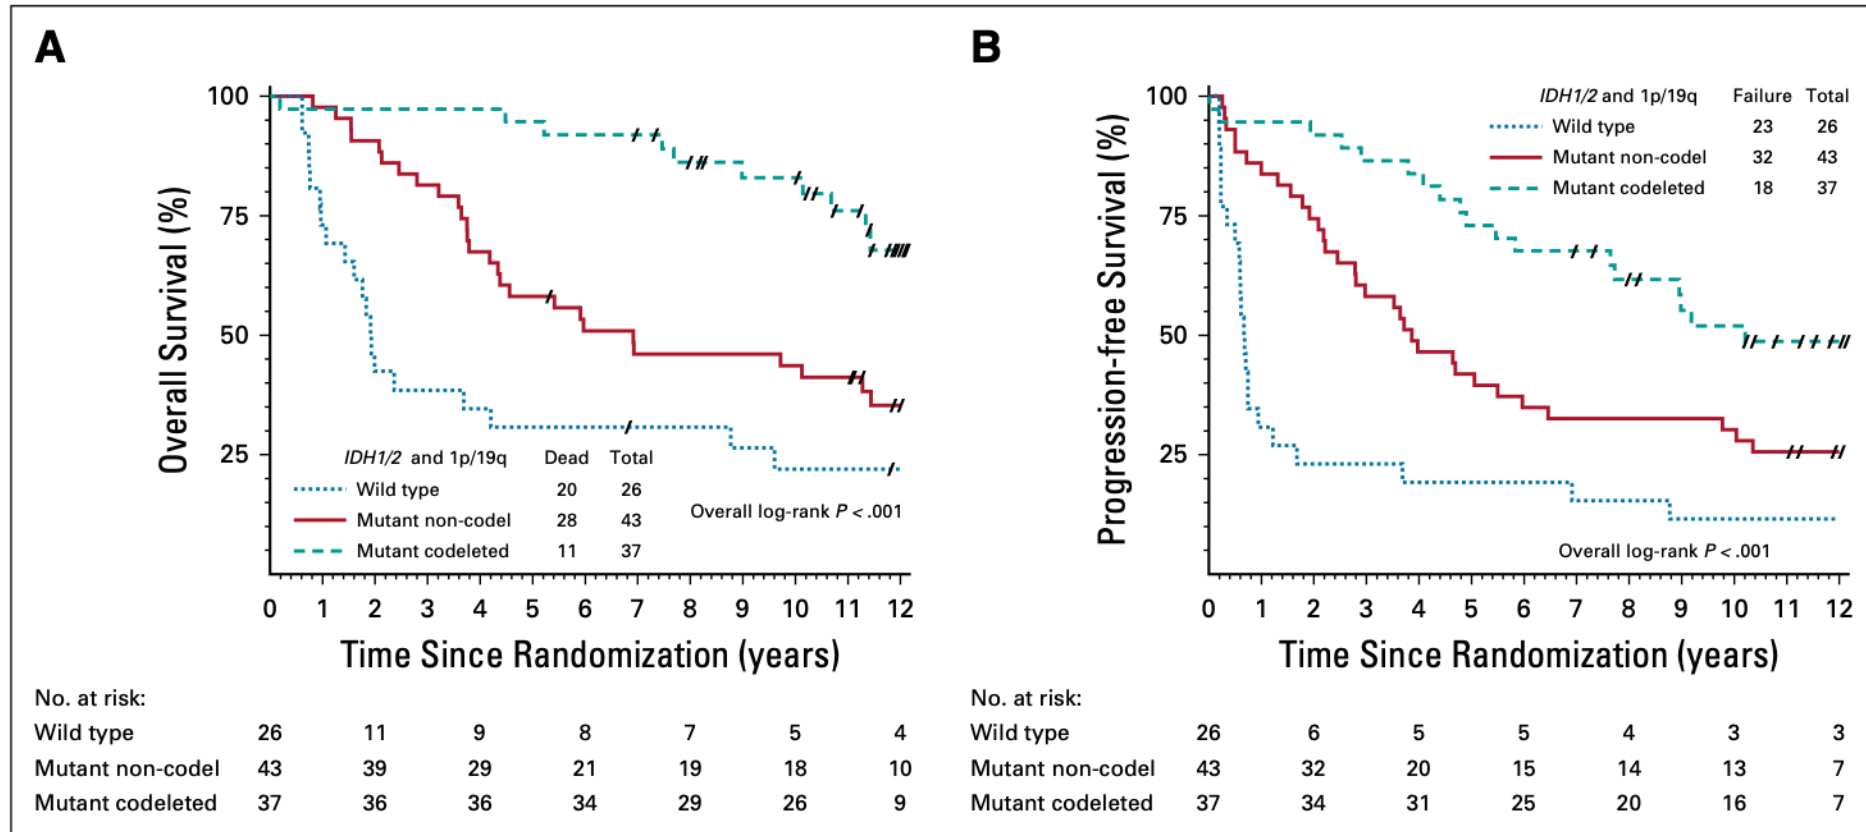 A
Overall Survival (%)
100
75
50
25
IDH1/2 and 1p/19q Dead Total
Wild type 20 26
Mutant non-codel 28 43
Mutant codeleted 11 37
Overall log-rank P < .001
0 1 2 3 4 5 6 7 8 9 10 11 12
Time Since Randomization (years)
No. at risk:
Wild type 26 11 9 8 7 5 4
Mutant non-codel 43 39 29 21 19 18 10
Mutant codeleted 37 36 36 34 29 26 9
B
Progression-free Survival (%)
100
75
50
25
IDH1/2 and 1p/19q Failure Total
Wild type 23 26
Mutant non-codel 32 43
Mutant codeleted 18 37
Overall log-rank P < .001
0 1 2 3 4 5 6 7 8 9 10 11 12
Time Since Randomization (years)
No. at risk:
Wild type 26 6 5 5 4 3 3
Mutant non-codel 43 32 20 15 14 13 7
Mutant codeleted 37 34 31 25 20 16 7